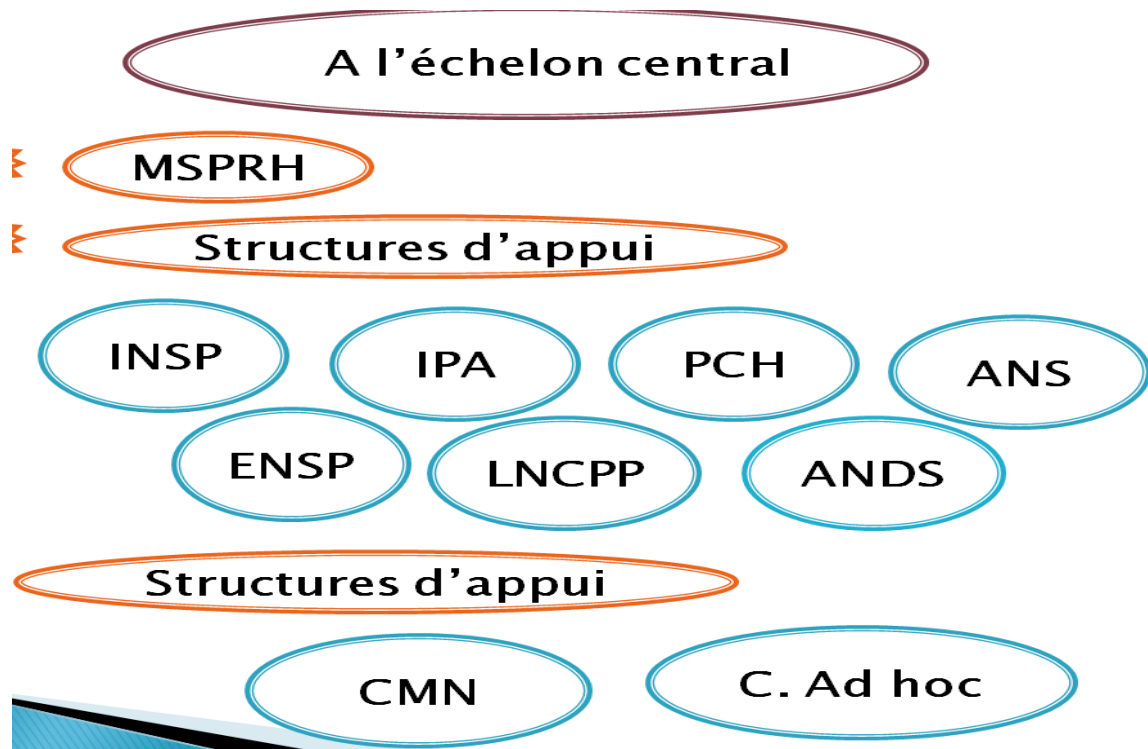 A l’échelon central
MSPRH
Structures d’appui
INSP IPA PCH ANS
ENSP LNCPP ANDS
Structures d’appui
CMN C. Ad hoc